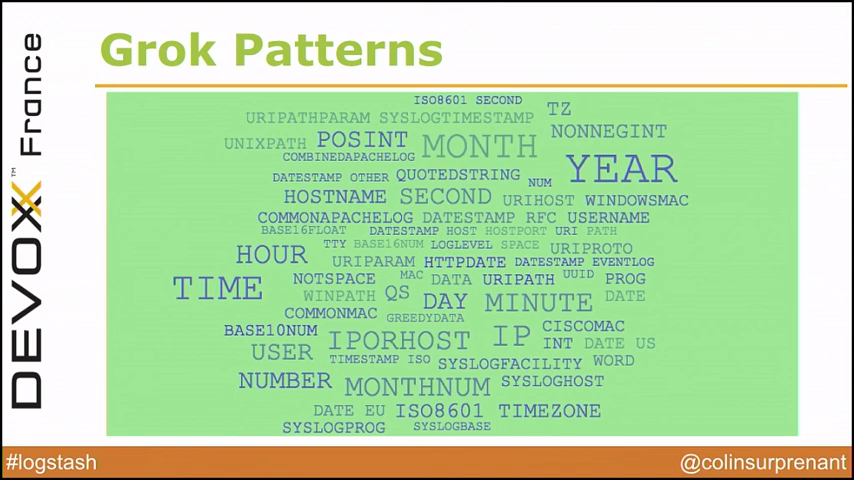 Grok Patterns
DEVOXX™ France
ISO8601 SECOND
URIPATHPARAM SYSLOGTIMESTAMP TZ
UNIXPATH POSINT MONTH NONNEGINT
COMBINEDAPACHELOG
DATESTAMP OTHER QUOTEDSTRING NUM YEAR
HOSTNAME SECOND URIHOST WINDOWSMAC
COMMONAPACHELOG DATESTAMP RFC USERNAME
BASE16FLOAT DATESTAMP HOST HOSTPORT URI PATH
TTY BASE16NUM LOGLEVEL SPACE URIPROTO
HOUR URIPARAM HTTPDATE DATESTAMP EVENTLOG
TIME NOTSPACE MAC DATA URIPATH UUID PROG
WINPATH QS DAY MINUTE DATE
COMMONMAC GREEDYDATA
BASE10NUM IPORHOST IP CISCOMAC
USER INT DATE US
TIMESTAMP ISO SYSLOGFACILITY WORD
NUMBER MONTHNUM SYSLOGHOST
DATE EU ISO8601 TIMEZONE
SYSLOGPROG SYSLOGBASE
#logstash
@colinsurprenant